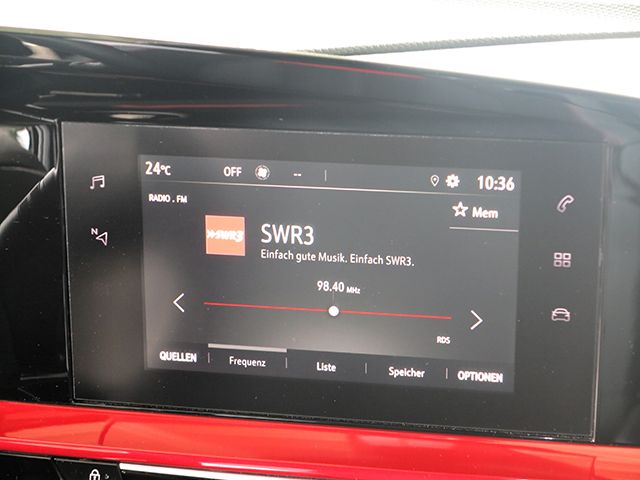 24°C OFF -- 10:36
RADIO . FM
Mem
SWR3
SWR3
Einfach gute Musik. Einfach SWR3.
N
98.40 MHz
RDS
QUELLEN Frequenz Liste Speicher OPTIONEN